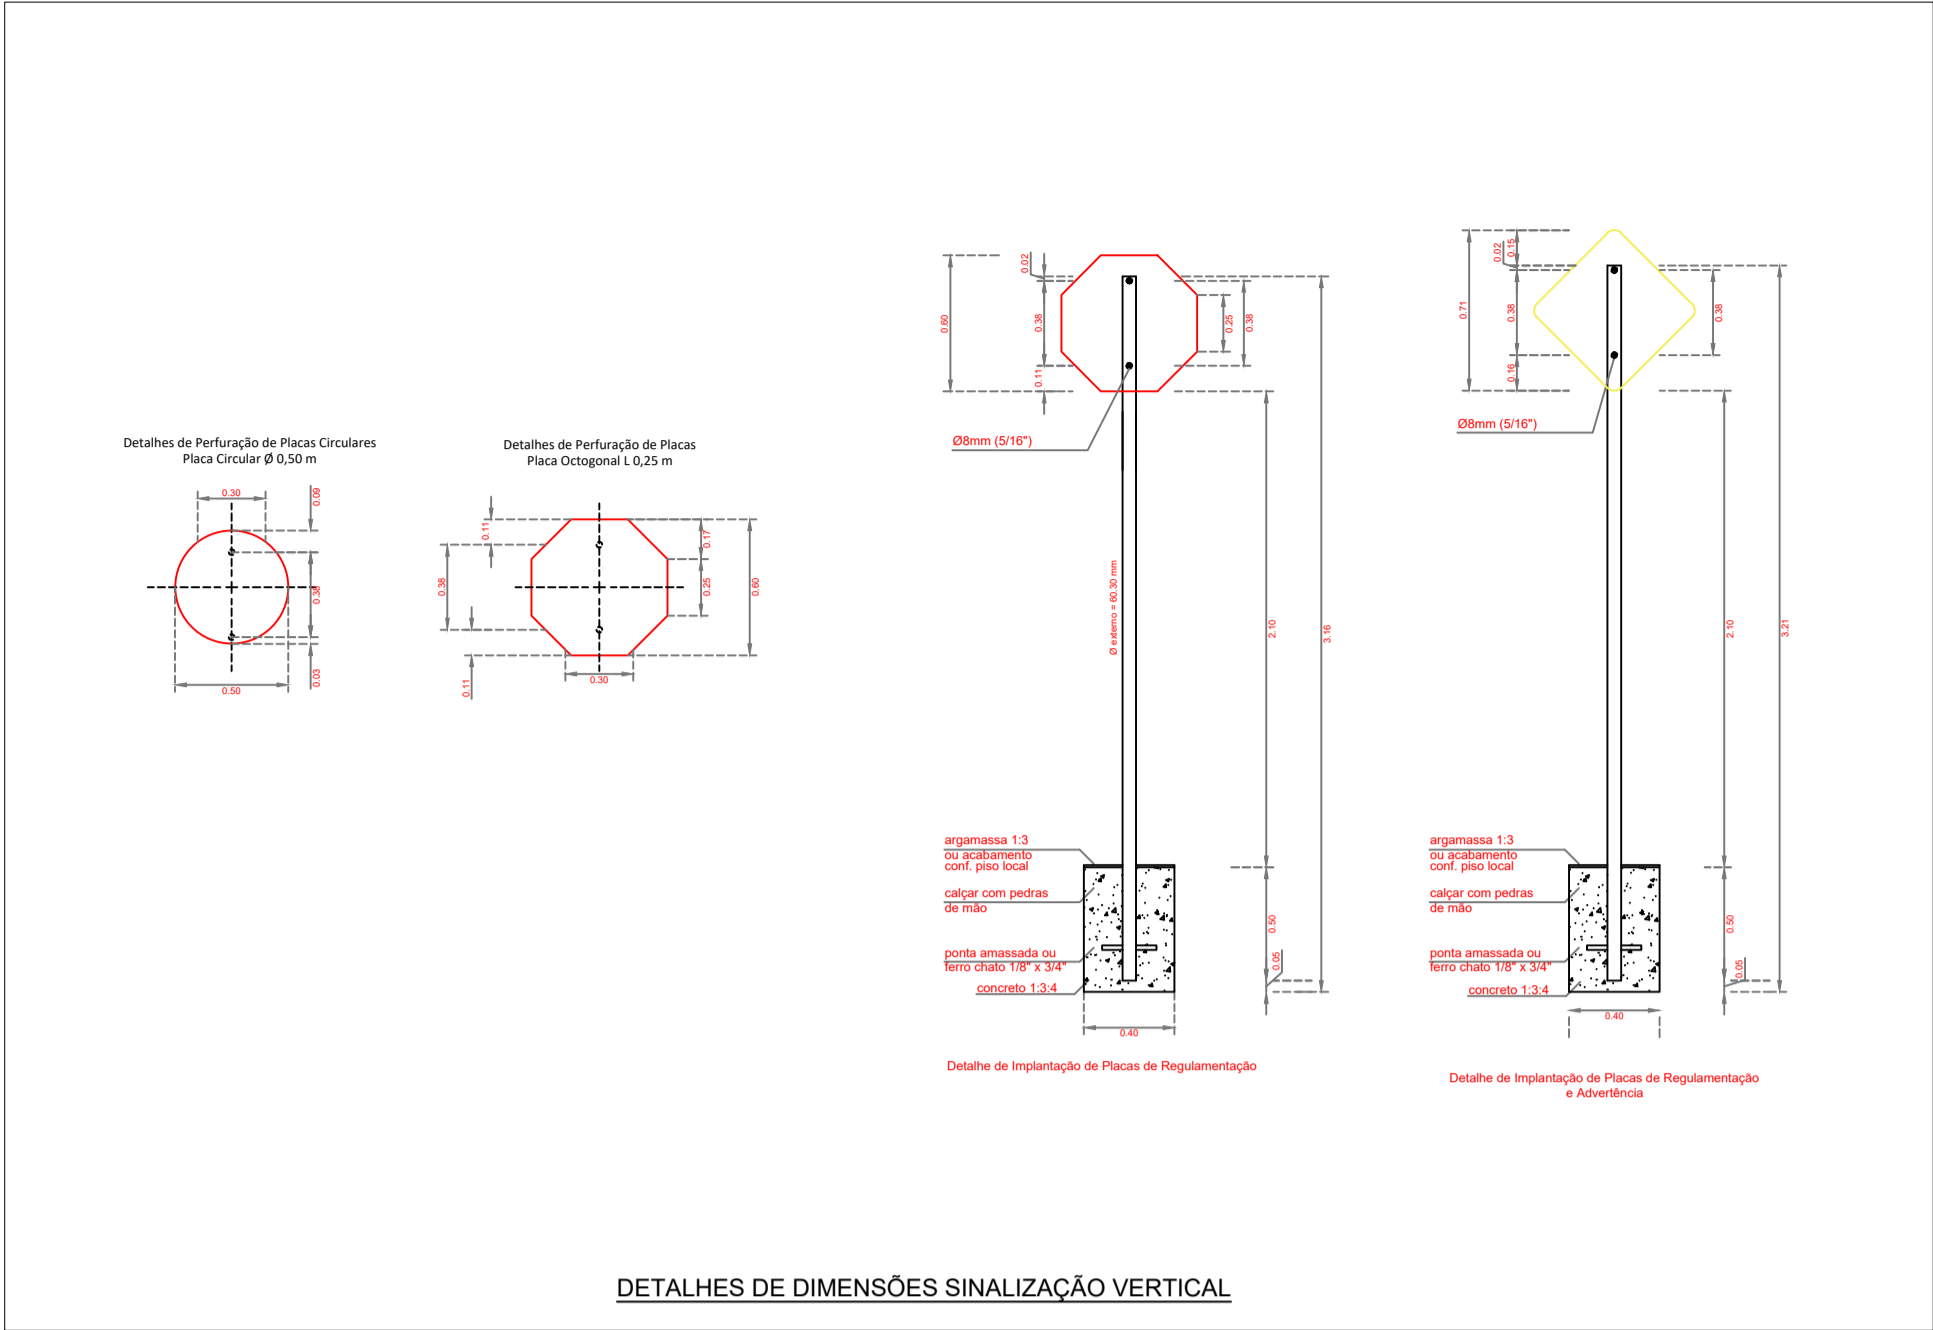 Detalhes de Perfuração de Placas Circulares
Placa Circular Ø 0,50 m
0.30
0.09
0.38
0.03
0.50
Detalhes de Perfuração de Placas
Placa Octogonal L 0,25 m
0.11
0.38
0.11
0.17
0.25
0.60
0.30
0.02
0.60
0.38
0.11
0.25
0.38
Ø8mm (5/16")
Ø externo = 60.30 mm
2.10
3.16
argamassa 1:3
ou acabamento
conf. piso local
calçar com pedras
de mão
ponta amassada ou
ferro chato 1/8" x 3/4"
concreto 1:3:4
0.50
0.05
0.40
Detalhe de Implantação de Placas de Regulamentação
0.02
0.15
0.71
0.38
0.16
0.38
Ø8mm (5/16")
2.10
3.21
argamassa 1:3
ou acabamento
conf. piso local
calçar com pedras
de mão
ponta amassada ou
ferro chato 1/8" x 3/4"
concreto 1:3:4
0.50
0.05
0.40
Detalhe de Implantação de Placas de Regulamentação
e Advertência
DETALHES DE DIMENSÕES SINALIZAÇÃO VERTICAL